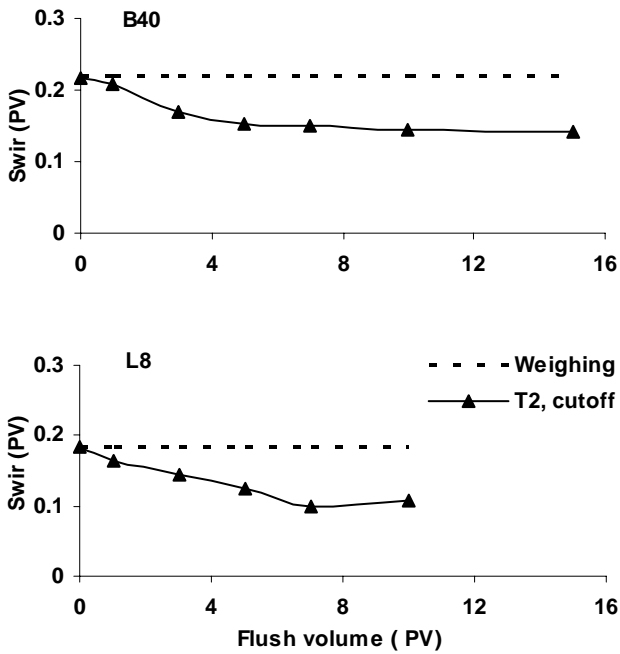 B40
0.3
0.2
0.1
0
Swir (PV)
0 4 8 12 16
L8
0.3
0.2
0.1
0
Swir (PV)
Weighing
T2, cutoff
0 4 8 12 16
Flush volume ( PV)